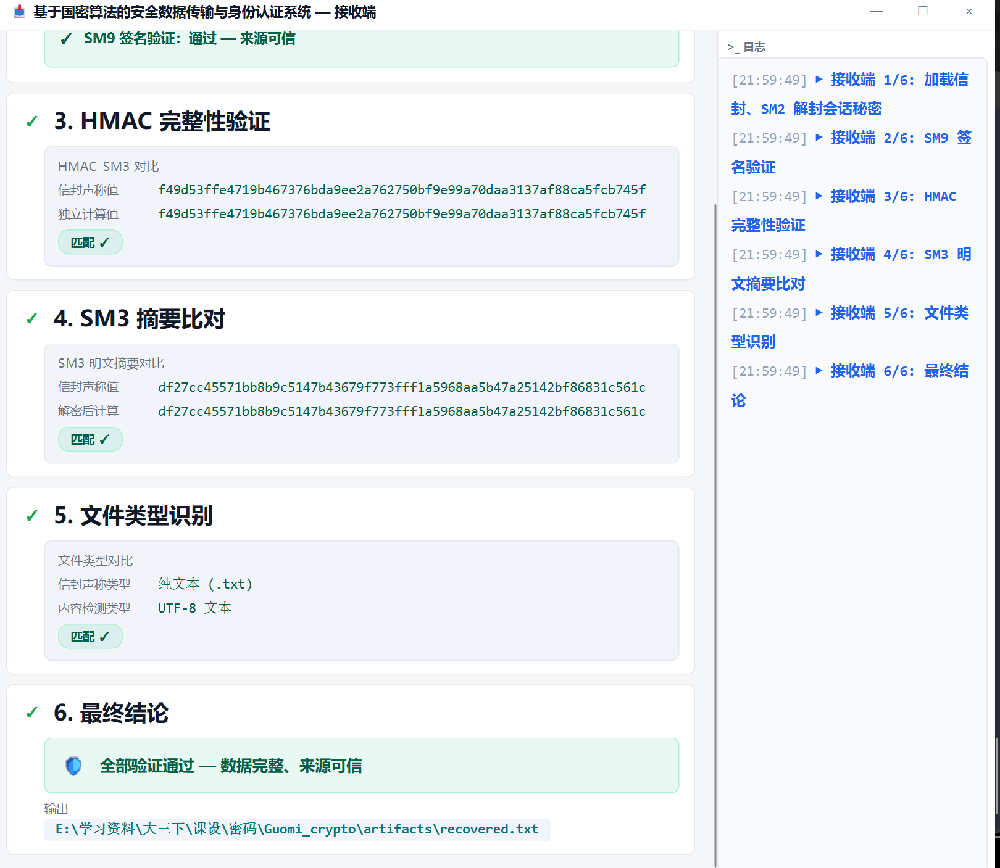 基于国密算法的安全数据传输与身份认证系统 — 接收端
✓ SM9 签名验证：通过 — 来源可信
✓ 3. HMAC 完整性验证
HMAC-SM3 对比
信封声称值 f49d53ffe4719b467376bda9ee2a762750bf9e99a70daa3137af88ca5fcb745f
独立计算值 f49d53ffe4719b467376bda9ee2a762750bf9e99a70daa3137af88ca5fcb745f
匹配 ✓
✓ 4. SM3 摘要比对
SM3 明文摘要对比
信封声称值 df27cc45571bb8b9c5147b43679f773fff1a5968aa5b47a25142bf86831c561c
解密后计算 df27cc45571bb8b9c5147b43679f773fff1a5968aa5b47a25142bf86831c561c
匹配 ✓
✓ 5. 文件类型识别
文件类型对比
信封声称类型 纯文本 (.txt)
内容检测类型 UTF-8 文本
匹配 ✓
✓ 6. 最终结论
全部验证通过 — 数据完整、来源可信
输出
E:\学习资料\大三下\课设\密码\Guomi_crypto\artifacts\recovered.txt
>_ 日志
[21:59:49] ▶ 接收端 1/6: 加载信
封、SM2 解封会话秘密
[21:59:49] ▶ 接收端 2/6: SM9 签
名验证
[21:59:49] ▶ 接收端 3/6: HMAC
完整性验证
[21:59:49] ▶ 接收端 4/6: SM3 明
文摘要比对
[21:59:49] ▶ 接收端 5/6: 文件类
型识别
[21:59:49] ▶ 接收端 6/6: 最终结
论